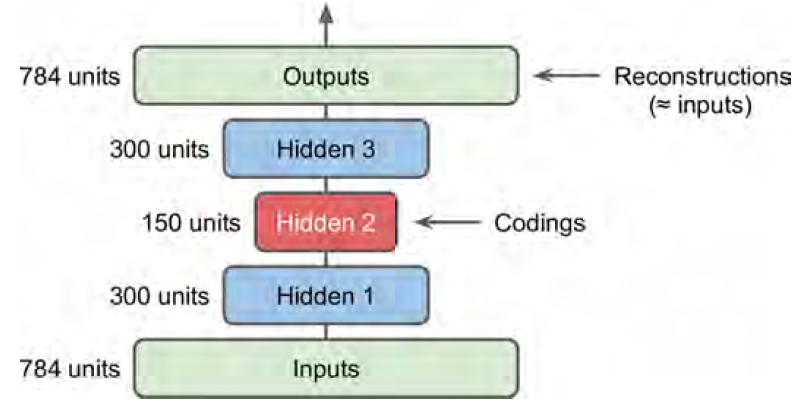 784 units
Outputs
Reconstructions
(≈ inputs)
300 units
Hidden 3
150 units
Hidden 2
Codings
300 units
Hidden 1
784 units
Inputs